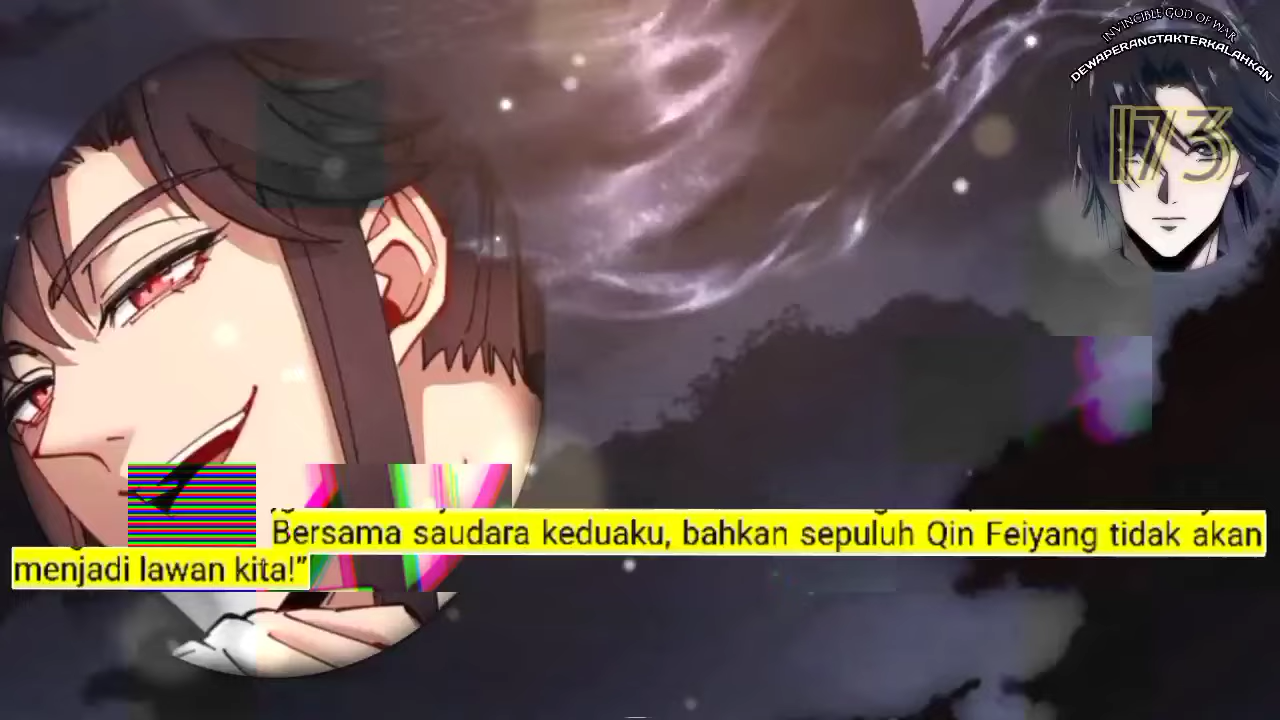 INVINCIBLE GOD OF WAR
DEWAPERANGTAKTERKALAHKAN
173
Bersama saudara keduaku, bahkan sepuluh Qin Feiyang tidak akan
menjadi lawan kita!”